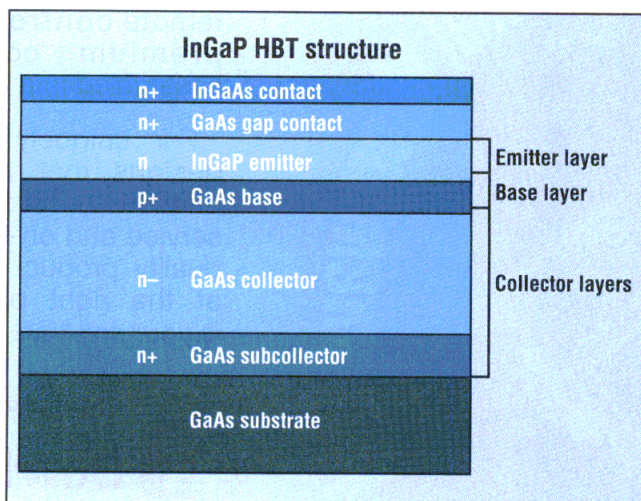 InGaP HBT structure
n+ InGaAs contact
n+ GaAs gap contact
n InGaP emitter
Emitter layer
p+ GaAs base
Base layer
n– GaAs collector
Collector layers
n+ GaAs subcollector
GaAs substrate